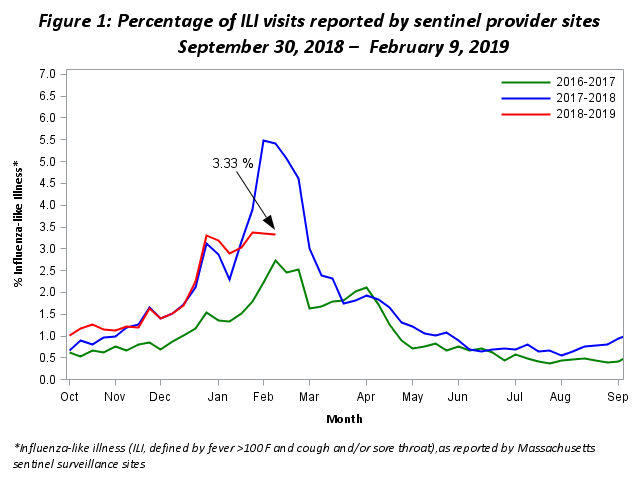 Figure 1: Percentage of ILI visits reported by sentinel provider sites
September 30, 2018 – February 9, 2019
7.0
6.5
6.0
5.5
5.0
4.5
4.0
3.5
3.0
2.5
2.0
1.5
1.0
0.5
0.0
% Influenza-like Illness*
2016-2017
2017-2018
2018-2019
3.33 %
Oct Nov Dec Jan Feb Mar Apr May Jun Jul Aug Sep
Month
*Influenza-like illness (ILI, defined by fever >100F and cough and/or sore throat),as reported by Massachusetts
sentinel surveillance sites